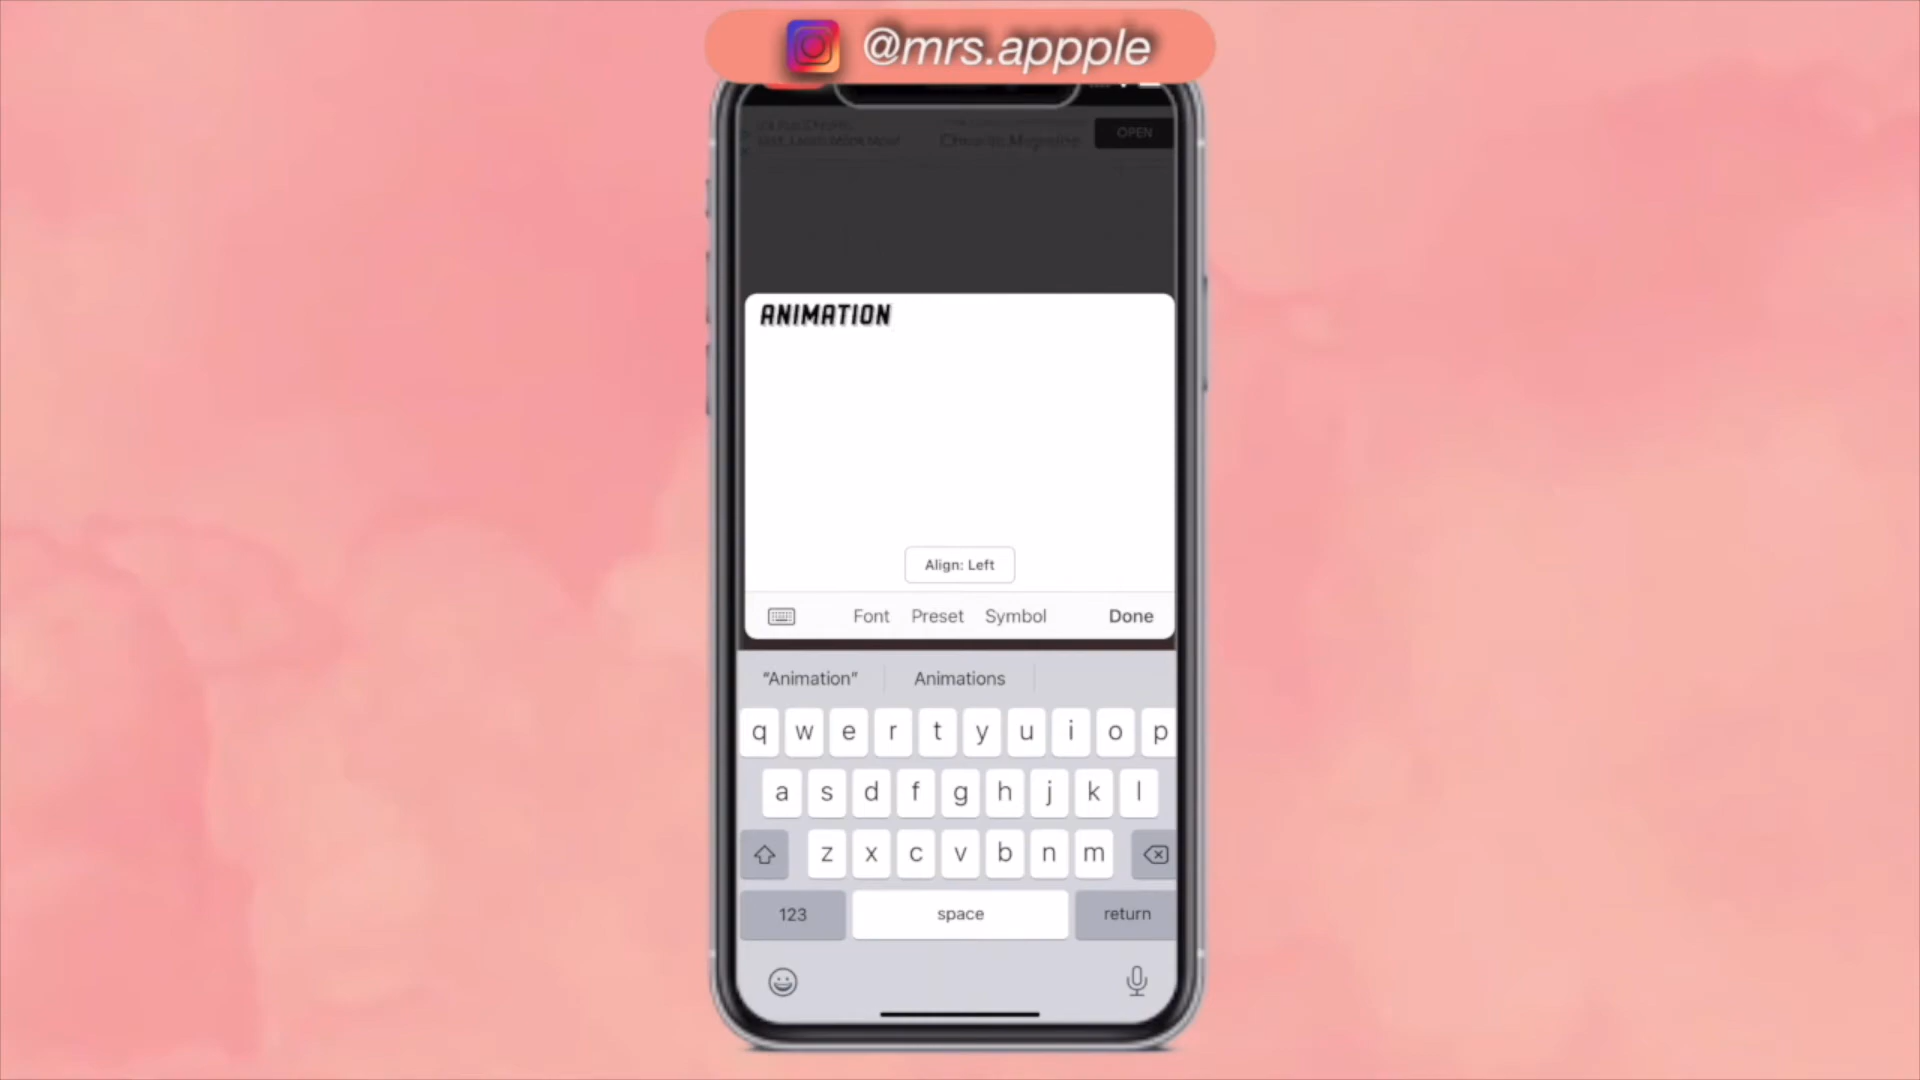 @mrs.appple
OPEN
ANIMATION
Align: Left
Font Preset Symbol Done
“Animation” Animations
q w e r t y u i o p
a s d f g h j k l
z x c v b n m
123 space return